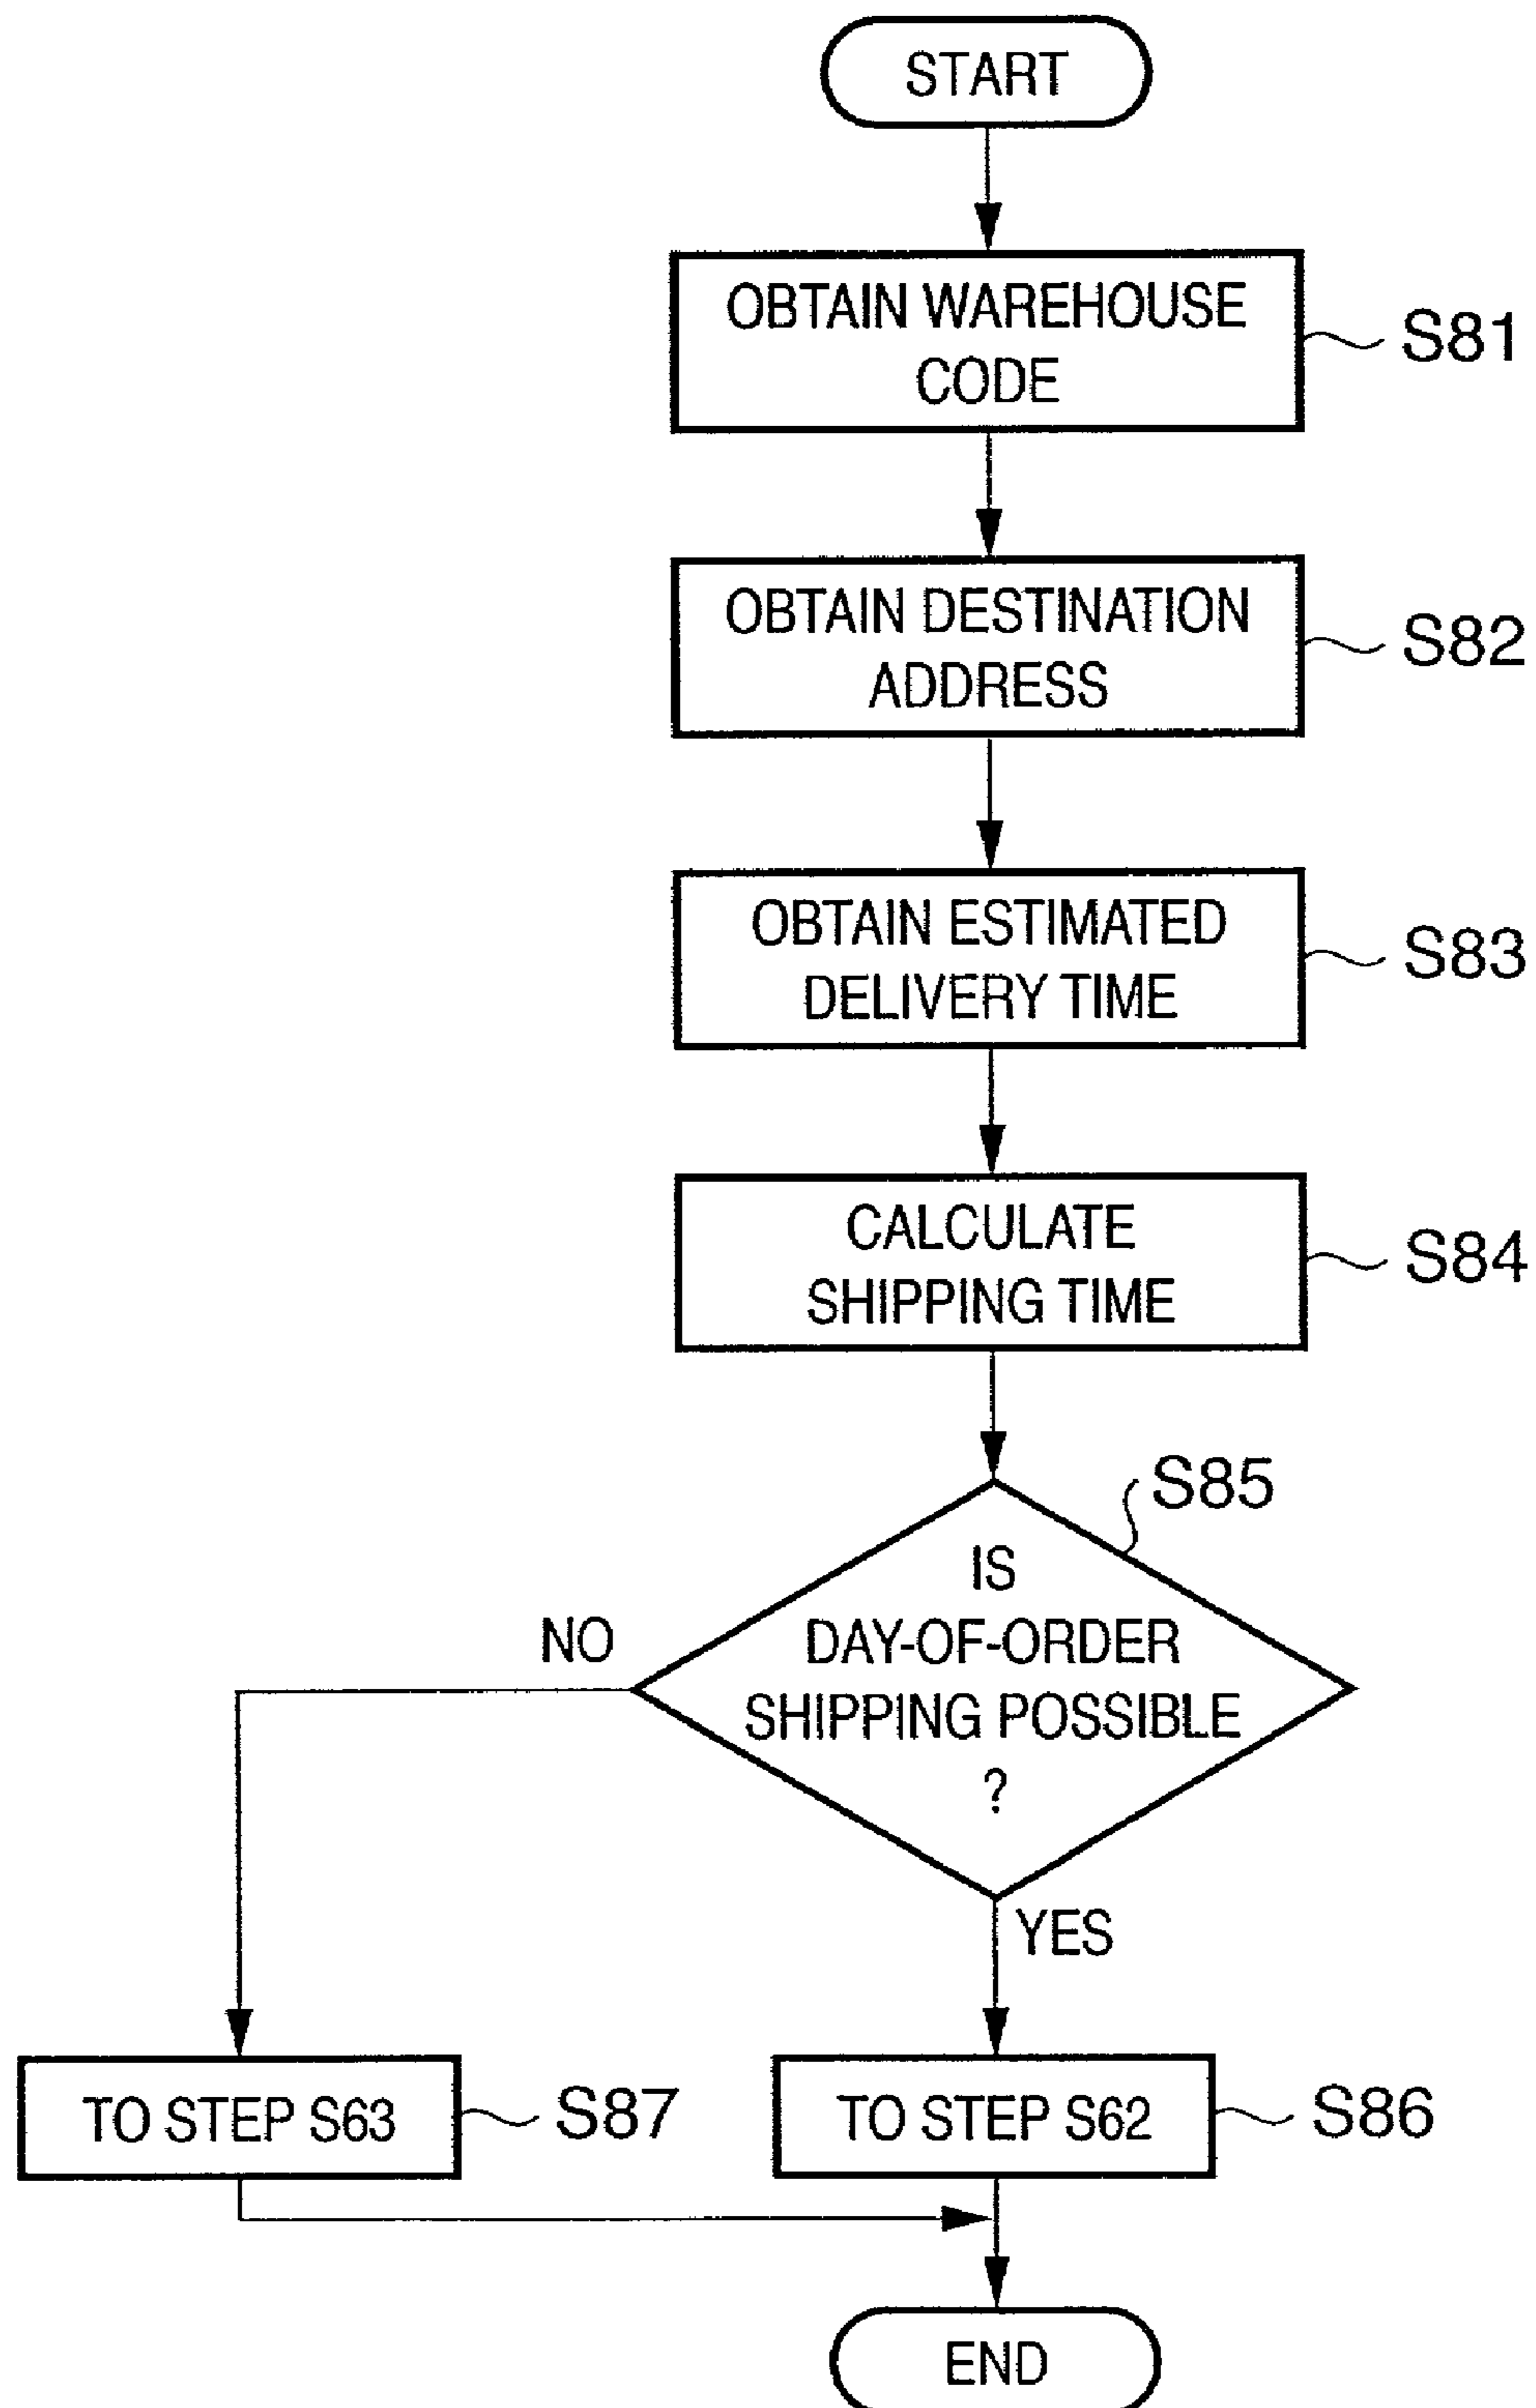 START
OBTAIN WAREHOUSE
CODE
S81
OBTAIN DESTINATION
ADDRESS
S82
OBTAIN ESTIMATED
DELIVERY TIME
S83
CALCULATE
SHIPPING TIME
S84
S85
IS
DAY-OF-ORDER
SHIPPING POSSIBLE
?
NO
YES
TO STEP S63
S87
TO STEP S62
S86
END